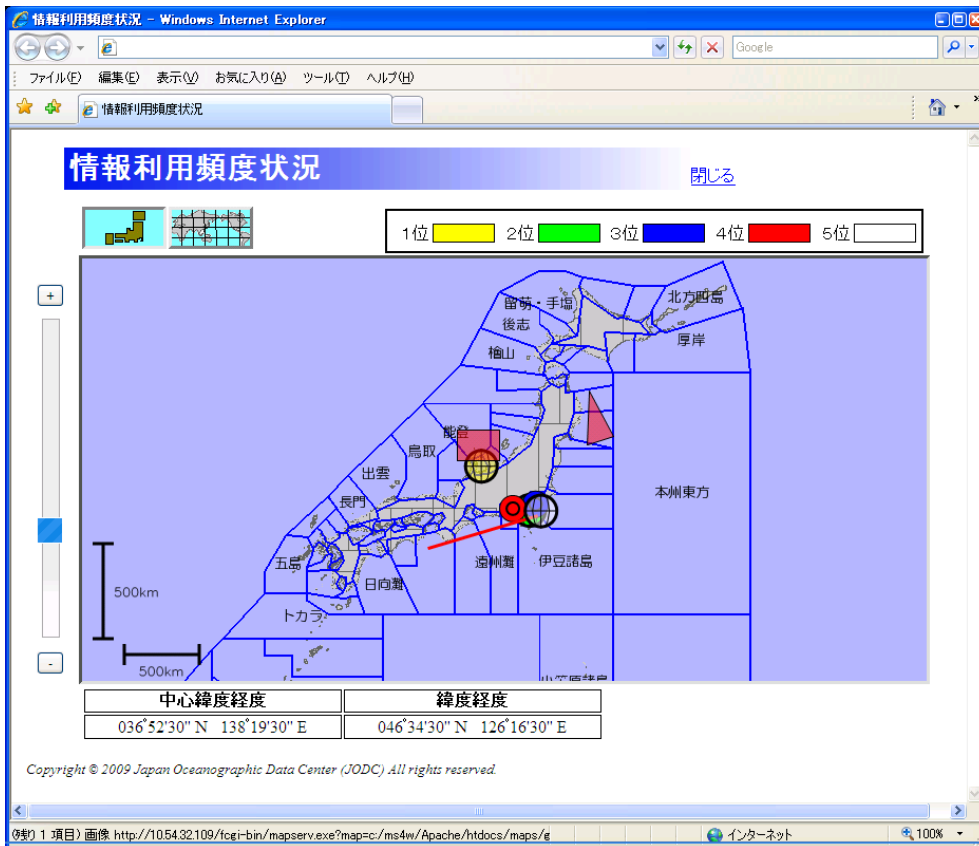 情報利用頻度状況 - Windows Internet Explorer
Google
ファイル(F) 編集(E) 表示(V) お気に入り(A) ツール(T) ヘルプ(H)
情報利用頻度状況
情報利用頻度状況
閉じる
1位 2位 3位 4位 5位
+
北方四島
留萌・手塩
後志
厚岸
檜山
能登
鳥取
出雲
本州東方
長門
五島
遠州灘
伊豆諸島
日向灘
500km
トカラ
500km
-
小笠原諸島
中心緯度経度 緯度経度
036°52'30" N 138°19'30" E 046°34'30" N 126°16'30" E
Copyright © 2009 Japan Oceanographic Data Center (JODC) All rights reserved.
(残り 1 項目) 画像 http://10.54.32.109/fcgi-bin/mapserv.exe?map=c:/ms4w/Apache/htdocs/maps/g
インターネット
100%